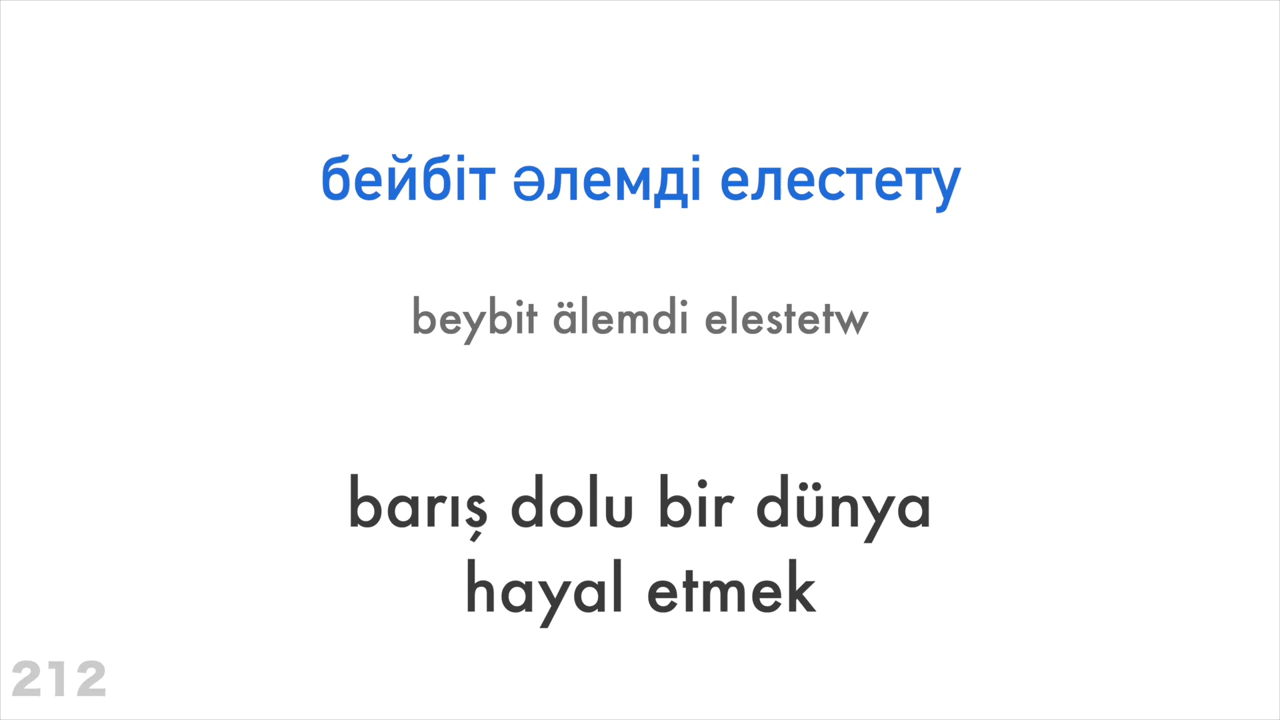 бейбіт әлемді елестету
beybit älemdi elestetw
barış dolu bir dünya
hayal etmek
212